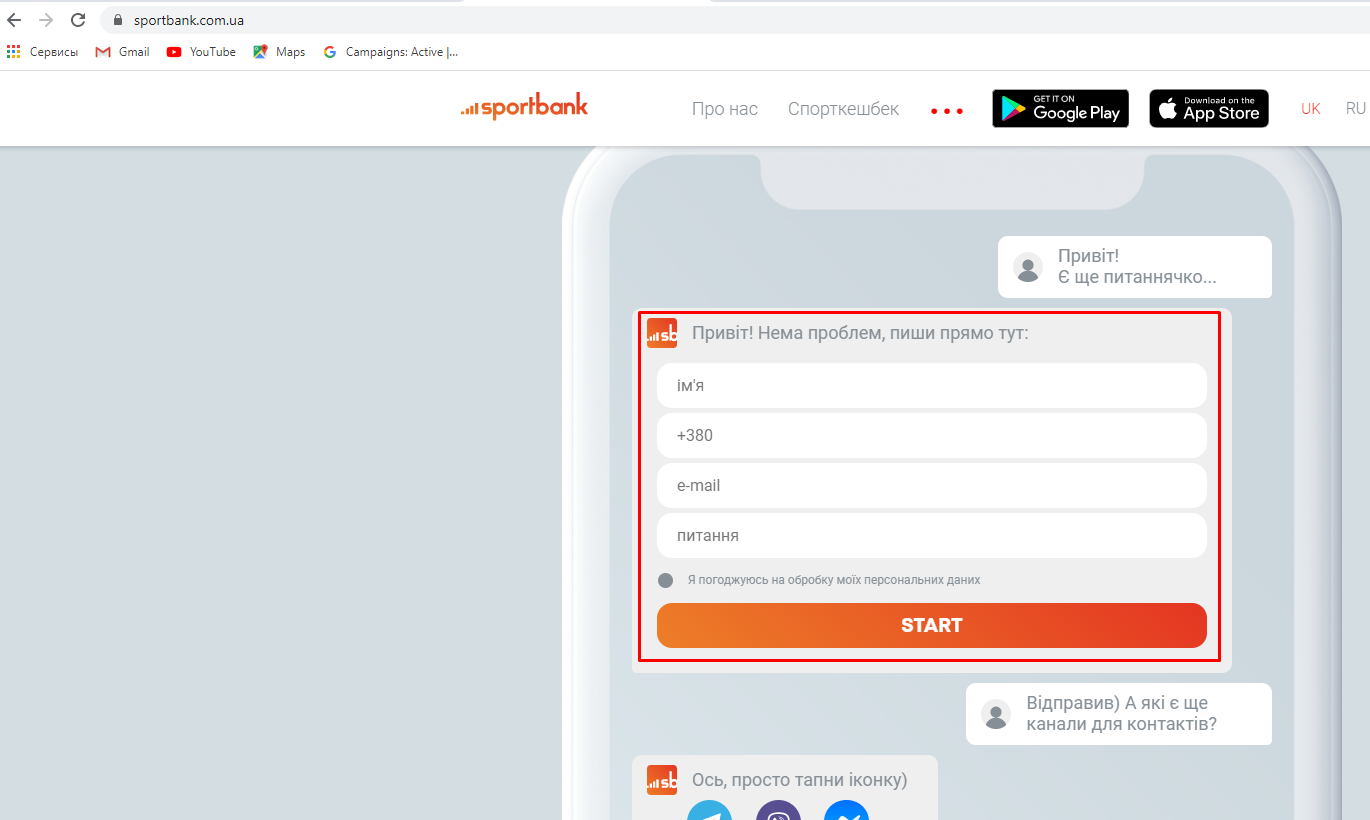 sportbank.com.ua
Сервисы Gmail YouTube Maps Campaigns: Active |...
sportbank Про нас Спорткешбек ... GET IT ON Google Play Download on the App Store UK RU
Привіт!
Є ще питаннячко...
sb Привіт! Нема проблем, пиши прямо тут:
ім'я
+380
e-mail
питання
Я погоджуюсь на обробку моїх персональних даних
START
Відправив) А які є ще
канали для контактів?
sb Ось, просто тапни іконку)